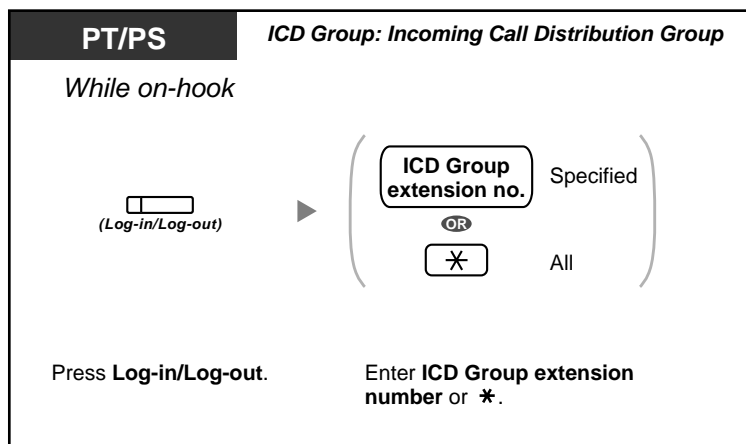 PT/PS
ICD Group: Incoming Call Distribution Group
While on-hook
(Log-in/Log-out)
ICD Group
extension no.
Specified
OR
All
Press Log-in/Log-out.
Enter ICD Group extension
number or *.